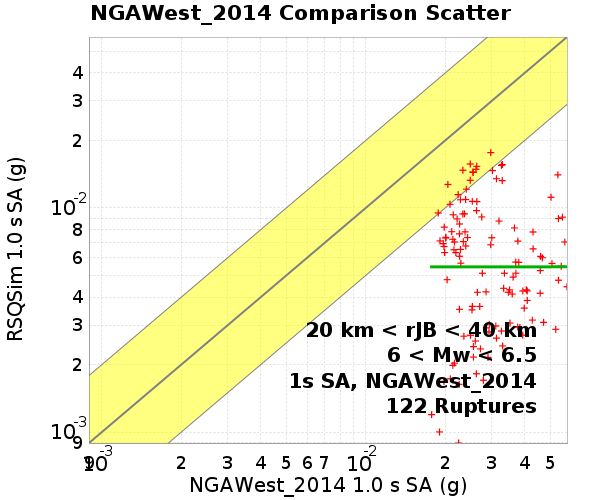 NGAWest_2014 Comparison Scatter
RSQSim 1.0 s SA (g)
4
3
2
10-2
8
6
4
3
2
10-3
9
20 km < rJB < 40 km
6 < Mw < 6.5
1s SA, NGAWest_2014
122 Ruptures
9 10-3 2 3 4 5 6 7 10-2 2 3 4 5
NGAWest_2014 1.0 s SA (g)